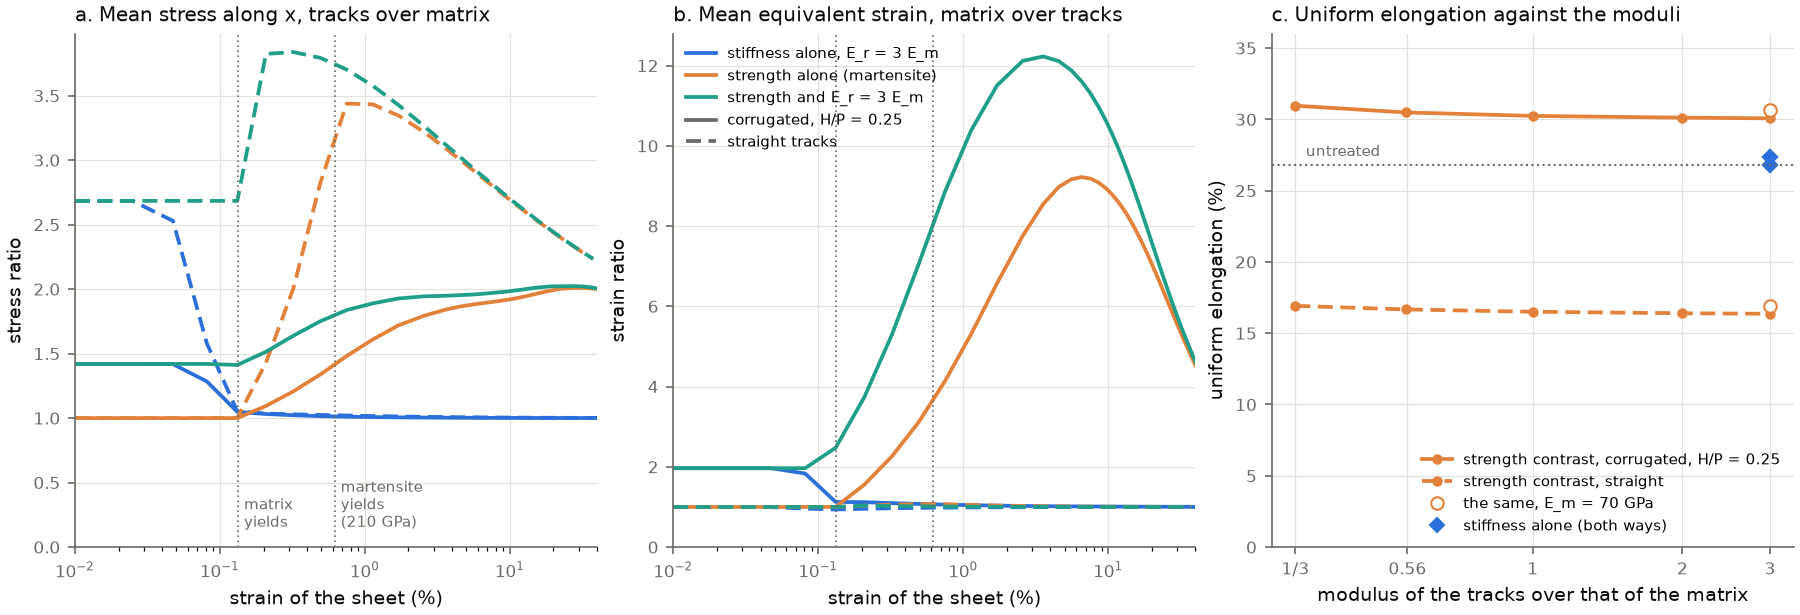 a. Mean stress along x, tracks over matrix
stress ratio
3.5
3.0
2.5
2.0
1.5
1.0
0.5
0.0
matrix
yields
martensite
yields
(210 GPa)
10⁻²
10⁻¹
10⁰
10¹
strain of the sheet (%)
b. Mean equivalent strain, matrix over tracks
strain ratio
12
10
8
6
4
2
0
stiffness alone, E_r = 3 E_m
strength alone (martensite)
strength and E_r = 3 E_m
corrugated, H/P = 0.25
straight tracks
10⁻²
10⁻¹
10⁰
10¹
strain of the sheet (%)
c. Uniform elongation against the moduli
uniform elongation (%)
35
30
25
20
15
10
5
0
untreated
strength contrast, corrugated, H/P = 0.25
strength contrast, straight
the same, E_m = 70 GPa
stiffness alone (both ways)
1/3
0.56
1
2
3
modulus of the tracks over that of the matrix